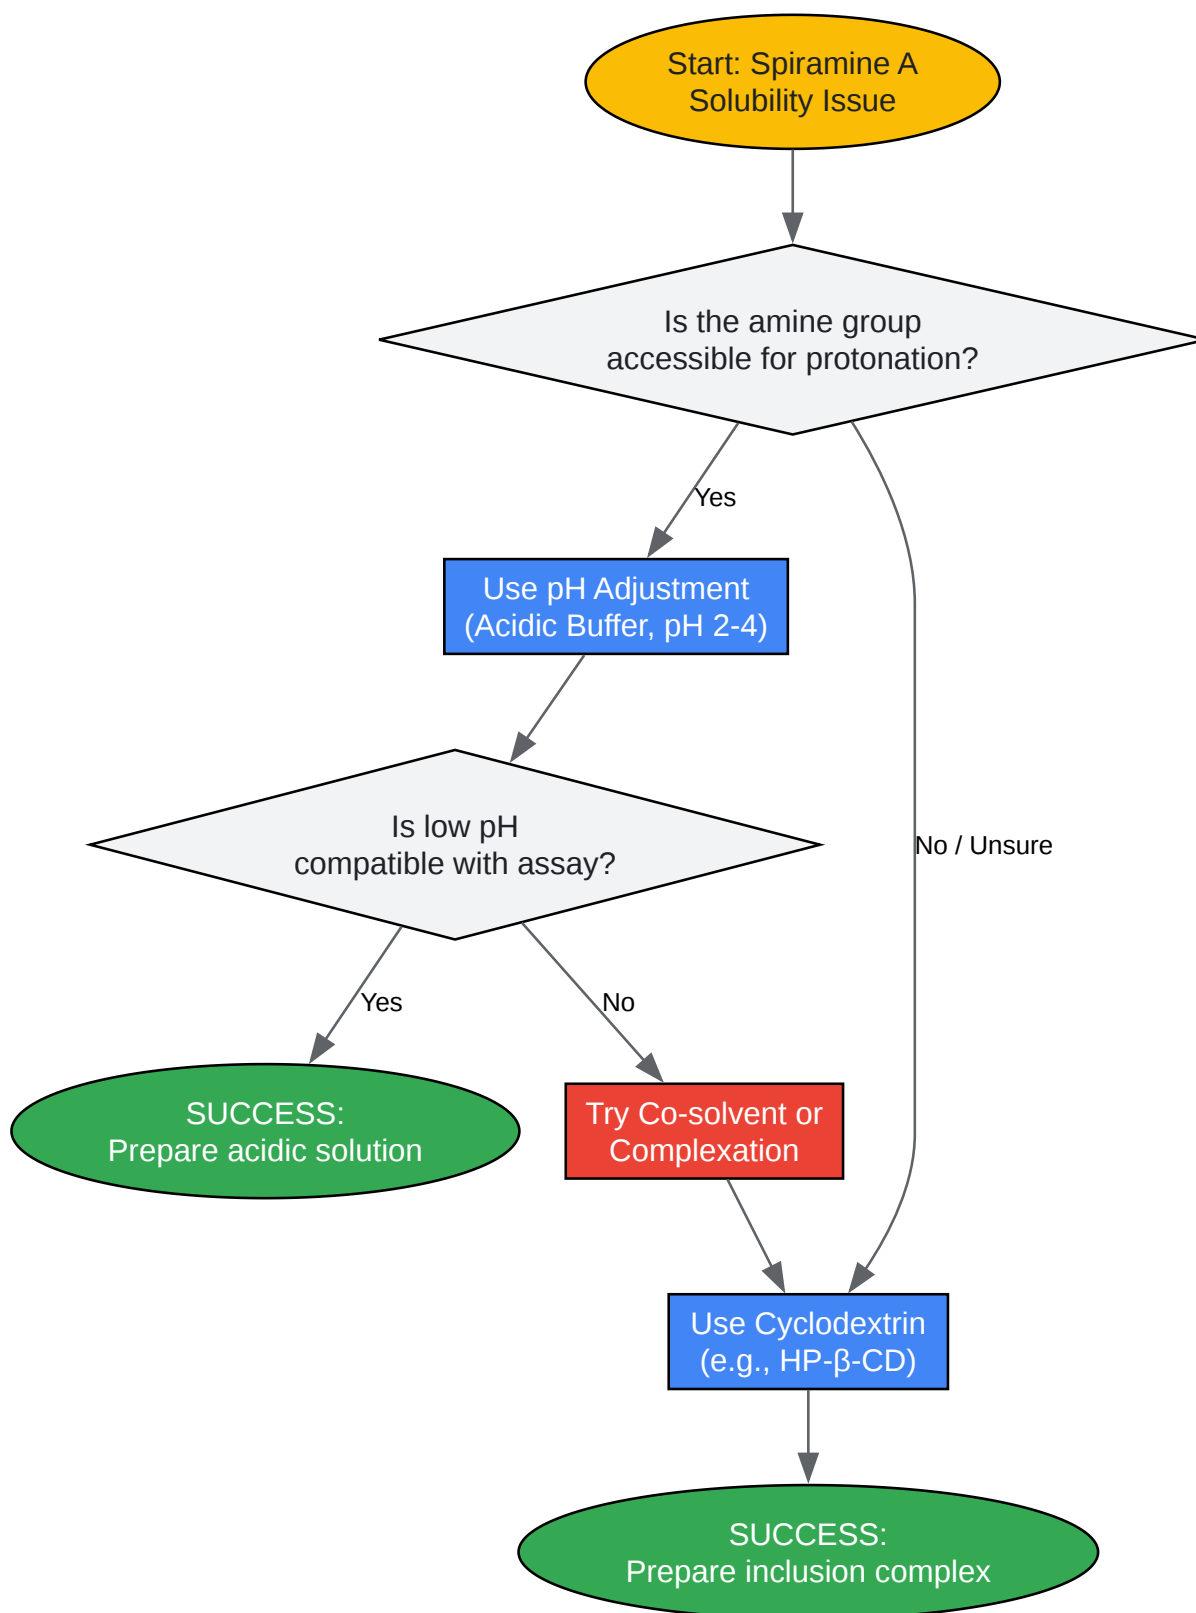 Start: Spiramine A
Solubility Issue
Is the amine group
accessible for protonation?
Yes
Use pH Adjustment
(Acidic Buffer, pH 2-4)
Is low pH
compatible with assay?
No / Unsure
Yes
No
SUCCESS:
Prepare acidic solution
Try Co-solvent or
Complexation
Use Cyclodextrin
(e.g., HP-β-CD)
SUCCESS:
Prepare inclusion complex